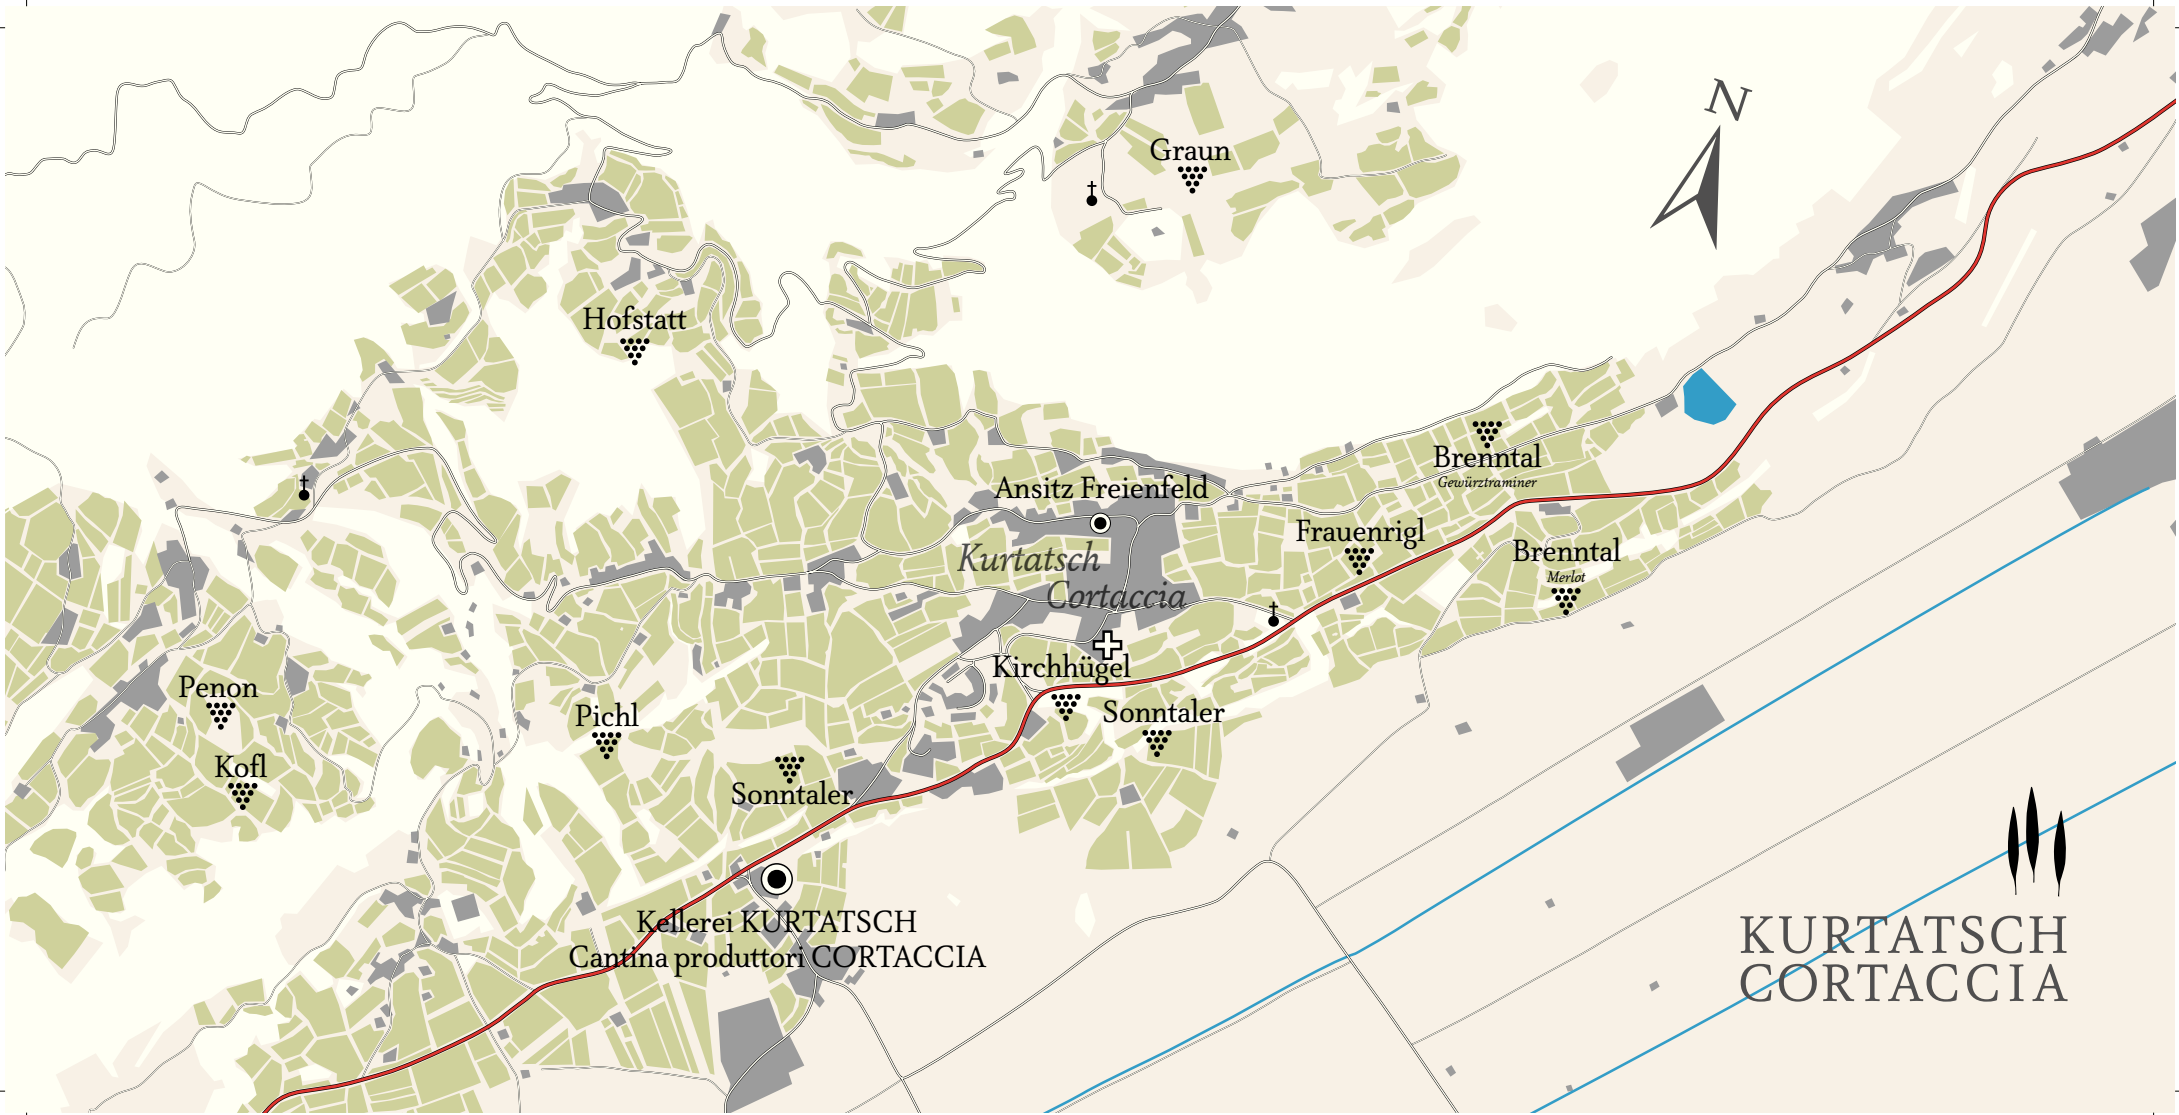 N
Graun
Hofstatt
Brenntal
Gewürztraminer
Ansitz Freienfeld
Frauenrigl
Brenntal
Merlot
Kurtatsch
Cortaccia
Kirchhügel
Penon
Pichl
Sonntaler
Kofl
Sonntaler
Kellerei KURTATSCH
Cantina produttori CORTACCIA
KURTATSCH
CORTACCIA